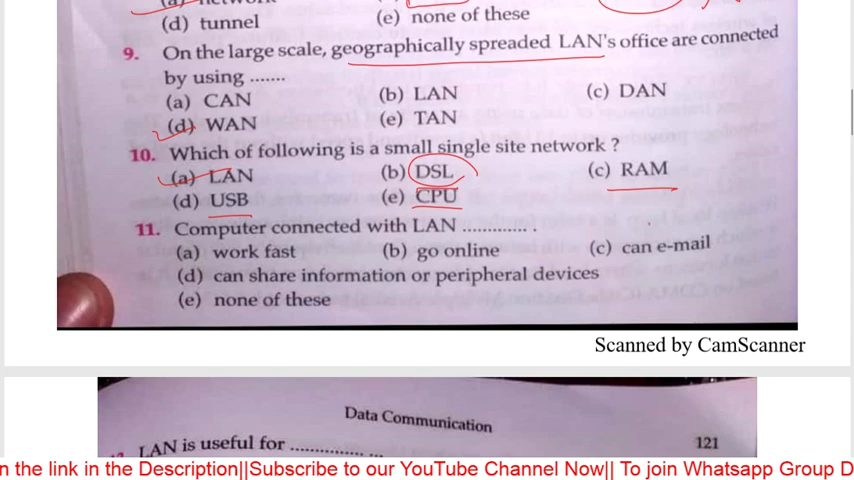 (a) network
(d) tunnel (e) none of these
9. On the large scale, geographically spreaded LAN's office are connected
by using .......
(a) CAN (b) LAN (c) DAN
(d) WAN (e) TAN
10. Which of following is a small single site network ?
(a) LAN (b) DSL (c) RAM
(d) USB (e) CPU
11. Computer connected with LAN ............. .
(a) work fast (b) go online (c) can e-mail
(d) can share information or peripheral devices
(e) none of these
Scanned by CamScanner
Data Communication
121
LAN is useful for ................
n the link in the Description||Subscribe to our YouTube Channel Now|| To join Whatsapp Group D